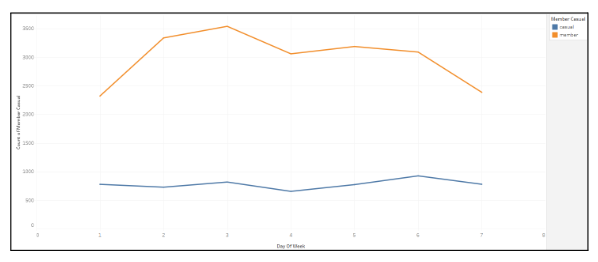 Member Casual
casual
member
3500
3000
2500
2000
1500
1000
500
0
Count of Member Casual
0 1 2 3 4 5 6 7 8
Day Of Week